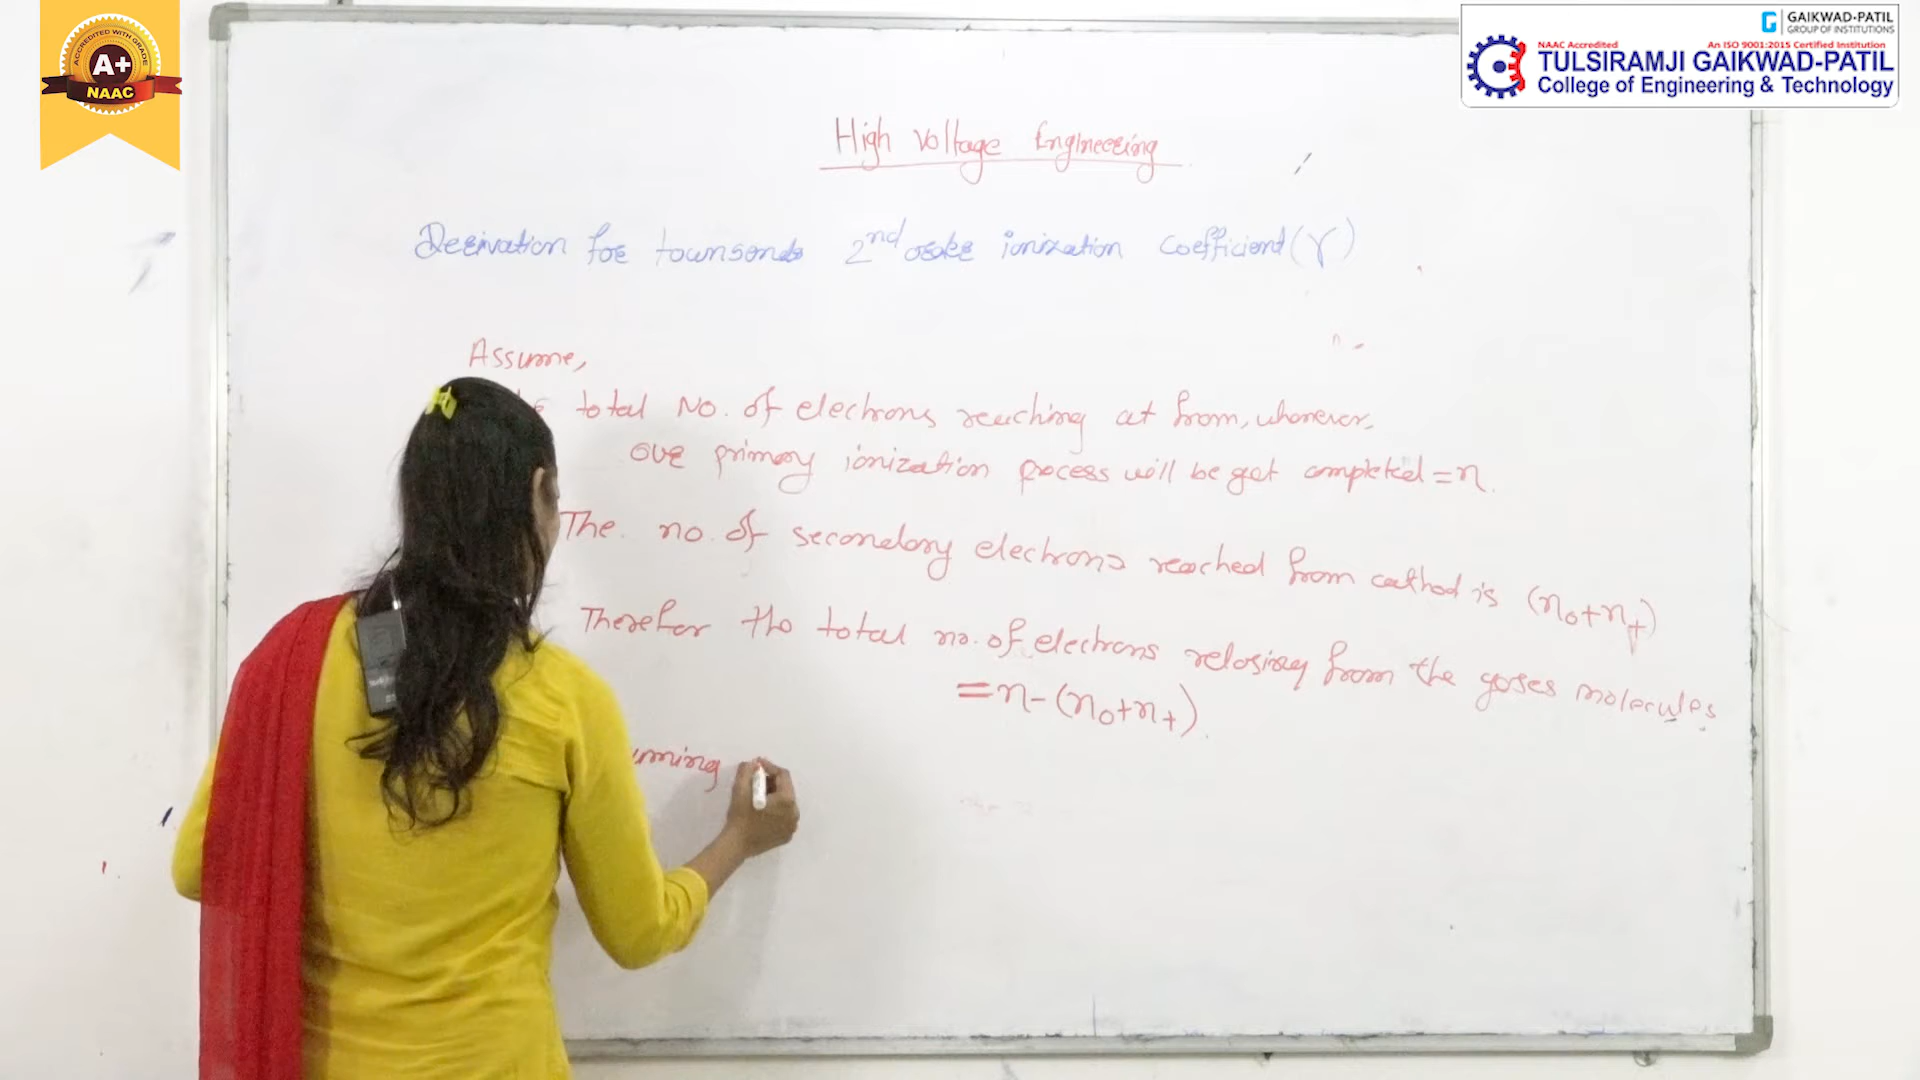 ACCREDITED WITH GRADE
A+
NAAC
GAIKWAD-PATIL
GROUP OF INSTITUTIONS
NAAC Accredited An ISO 9001:2015 Certified Institution
TULSIRAMJI GAIKWAD-PATIL
College of Engineering & Technology
High Voltage Engineering
Derivation for townsends 2nd order ionization coefficient (γ)
Assume,
total No. of electrons reaching at from, whenever,
our primary ionization process will be get completed = n.
The no. of secondary electrons reached from cathod is (n₀+n₊)
Therefor the total no. of electrons relasing from the gases molecules
= n - (n₀+n₊).